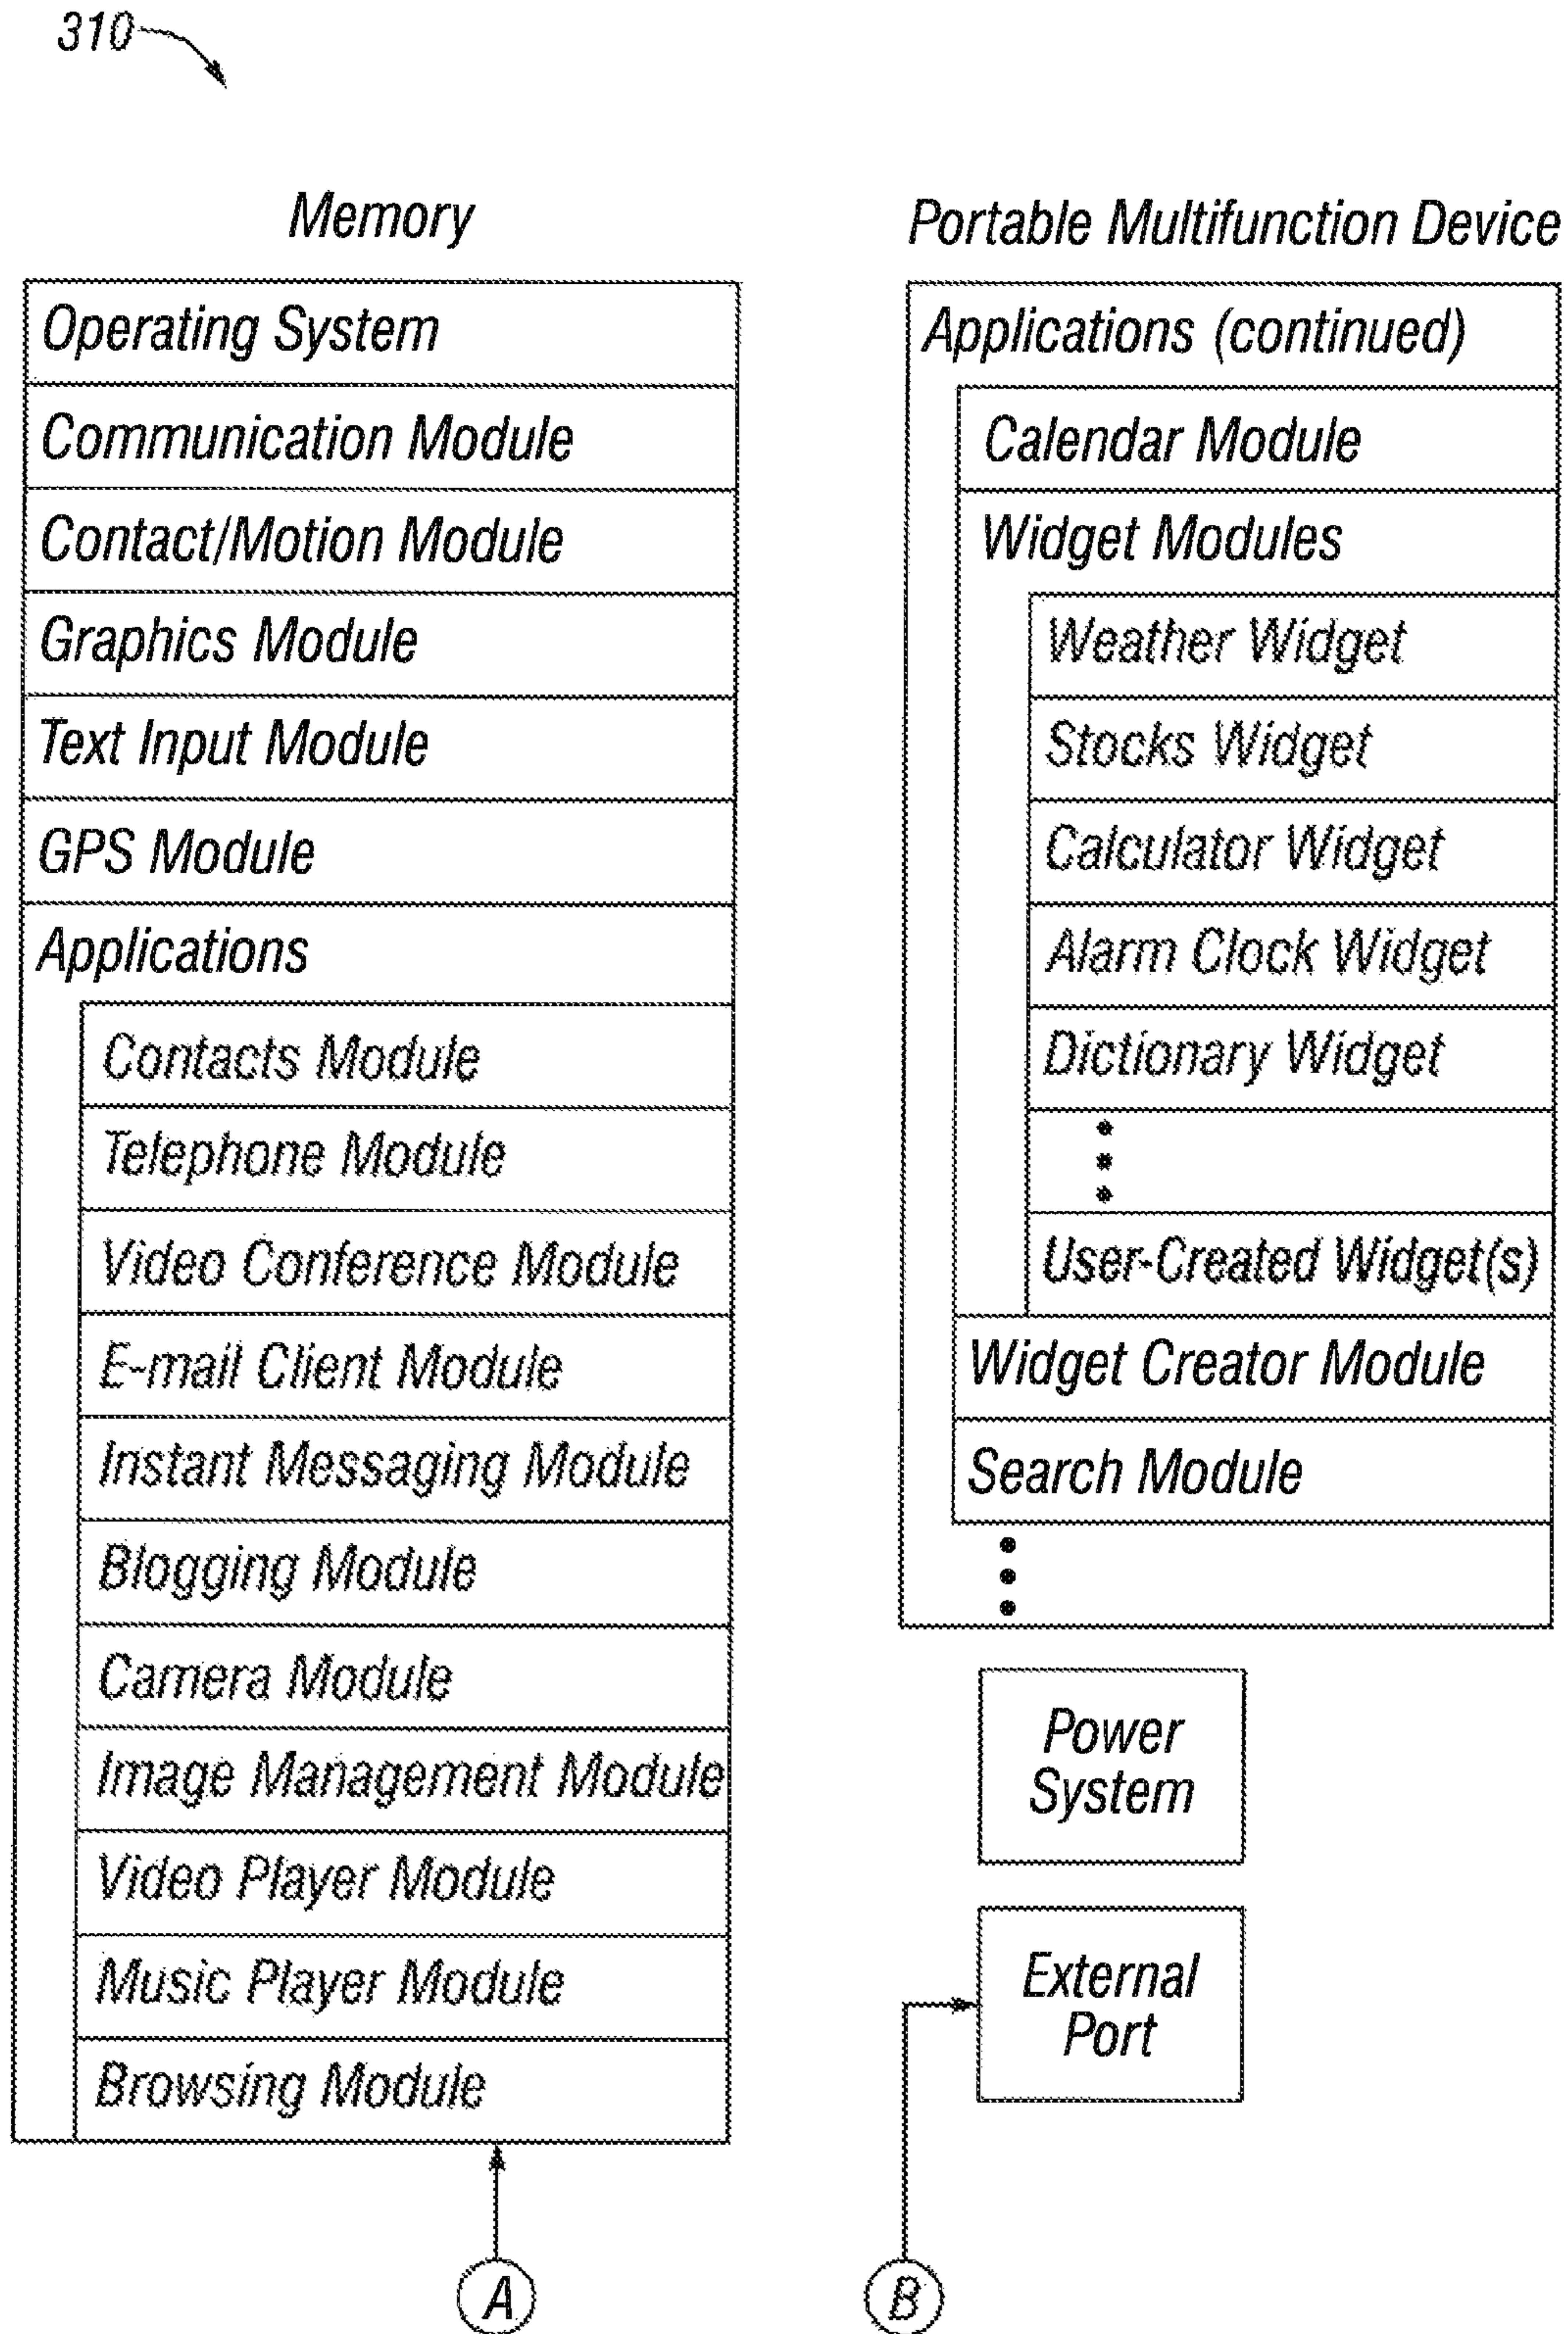 310
Memory
Operating System
Communication Module
Contact/Motion Module
Graphics Module
Text Input Module
GPS Module
Applications
Contacts Module
Telephone Module
Video Conference Module
E-mail Client Module
Instant Messaging Module
Blogging Module
Camera Module
Image Management Module
Video Player Module
Music Player Module
Browsing Module
A
Portable Multifunction Device
Applications (continued)
Calendar Module
Widget Modules
Weather Widget
Stocks Widget
Calculator Widget
Alarm Clock Widget
Dictionary Widget
User-Created Widget(s)
Widget Creator Module
Search Module
Power
System
External
Port
B